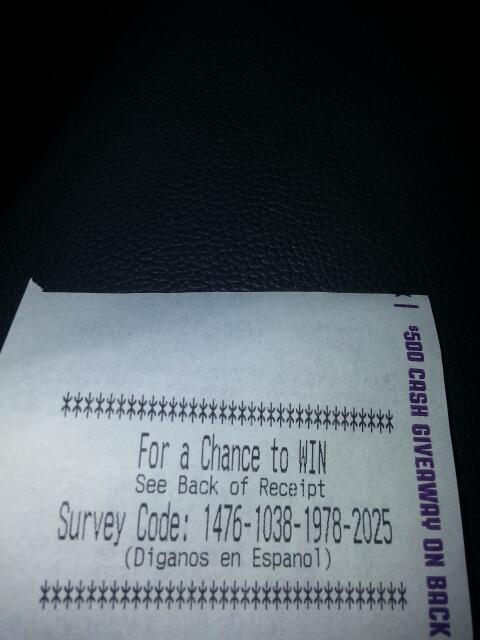 ************************************
For a Chance to WIN
See Back of Receipt
Survey Code: 1476-1038-1978-2025
(Diganos en Espanol)
****************************************
$500 CASH GIVEAWAY ON BACK